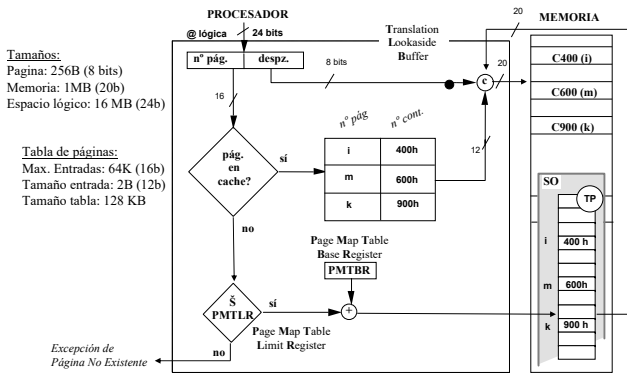 PROCESADOR
@ lógica
24 bits
20
MEMORIA
Translation
Lookaside
Buffer
Tamaños:
Pagina: 256B (8 bits)
Memoria: 1MB (20b)
Espacio lógico: 16 MB (24b)
nº pág.
despz.
8 bits
c
20
C400 (i)
C600 (m)
C900 (k)
16
nº pág
nº cont.
12
Tabla de páginas:
Max. Entradas: 64K (16b)
Tamaño entrada: 2B (12b)
Tamaño tabla: 128 KB
pág.
en
cache?
sí
i
400h
m
600h
k
900h
SO
TP
no
Page Map Table
Base Register
PMTBR
i
400 h
m
600h
k
900 h
Š
PMTLR
sí
+
Page Map Table
Limit Register
no
Excepción de
Página No Existente